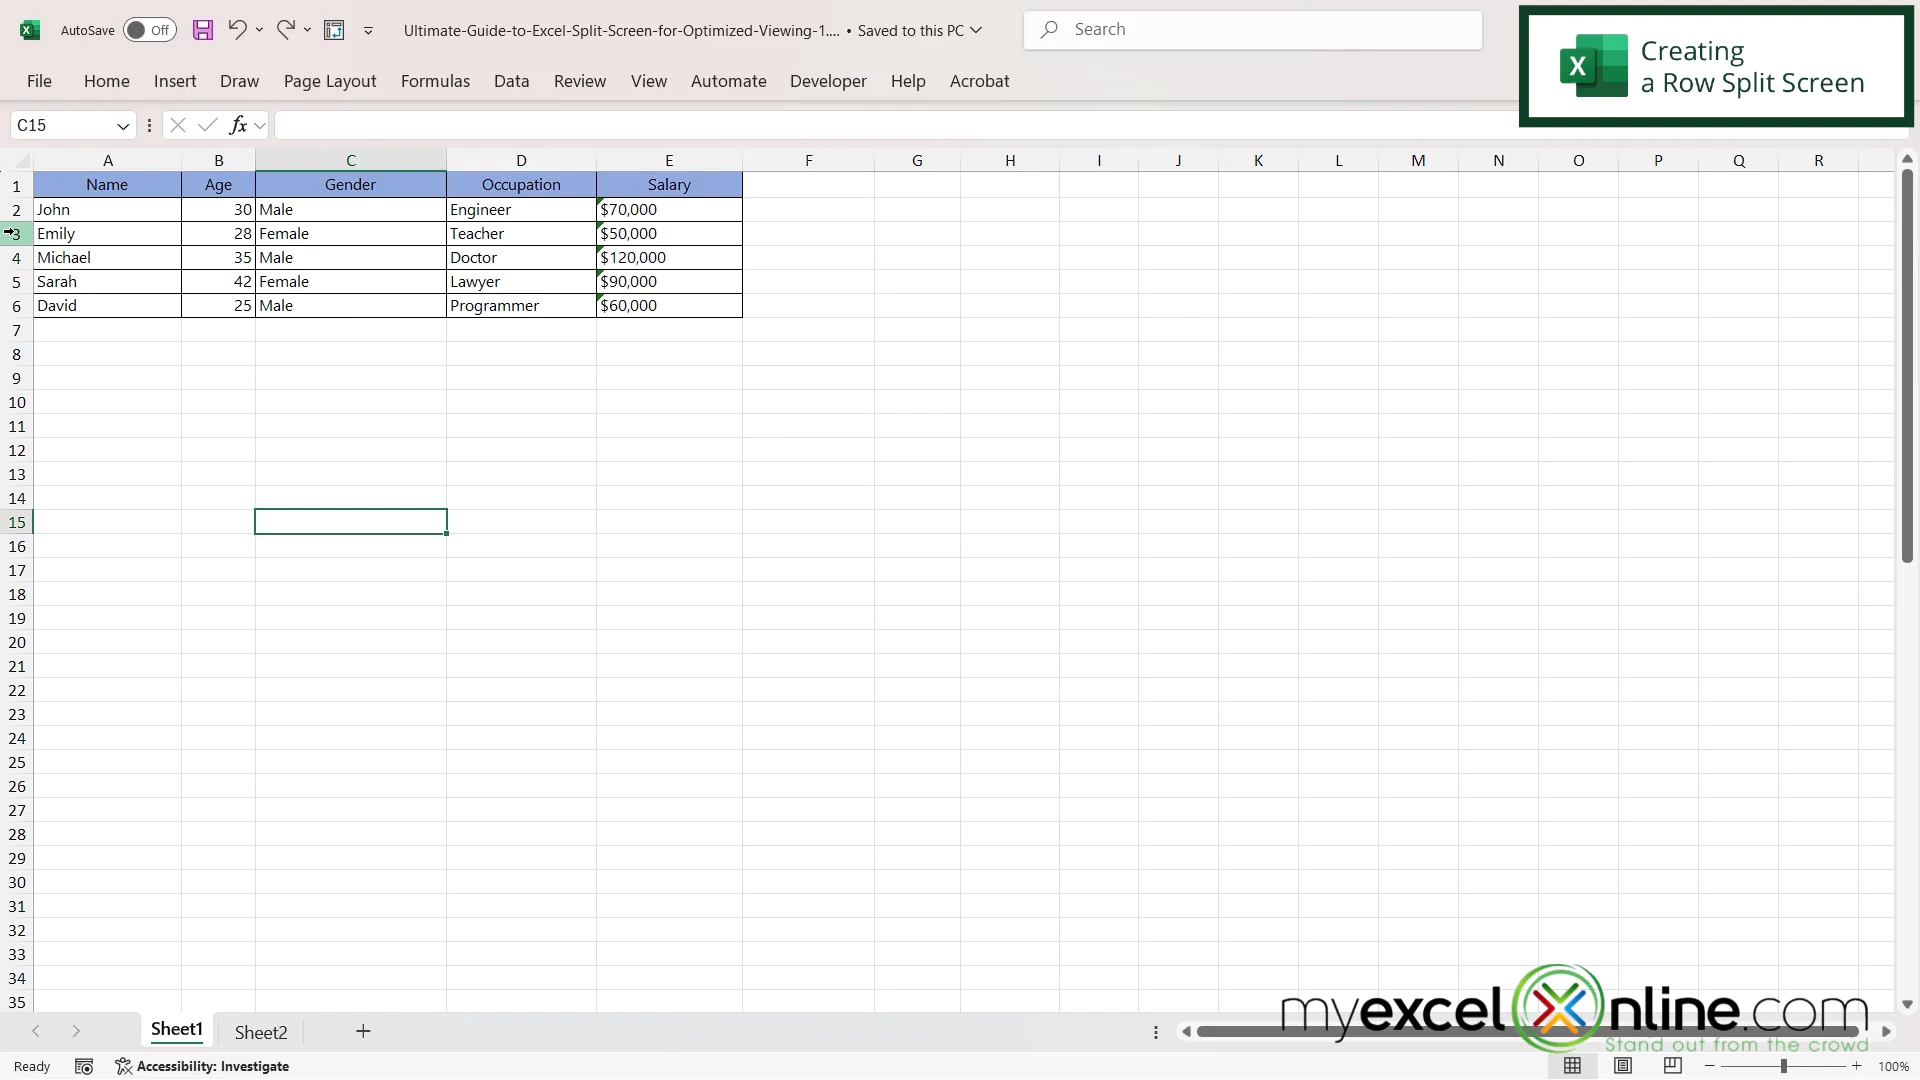 AutoSave Off Ultimate-Guide-to-Excel-Split-Screen-for-Optimized-Viewing-1.... • Saved to this PC Search
X Creating
a Row Split Screen
File Home Insert Draw Page Layout Formulas Data Review View Automate Developer Help Acrobat
C15 fx
A B C D E F G H I J K L M N O P Q R
1 Name Age Gender Occupation Salary
2 John 30 Male Engineer $70,000
3 Emily 28 Female Teacher $50,000
4 Michael 35 Male Doctor $120,000
5 Sarah 42 Female Lawyer $90,000
6 David 25 Male Programmer $60,000
7
8
9
10
11
12
13
14
15
16
17
18
19
20
21
22
23
24
25
26
27
28
29
30
31
32
33
34
35
myexcelonline.com
Stand out from the crowd
Sheet1 Sheet2 +
Ready Accessibility: Investigate − + 100%